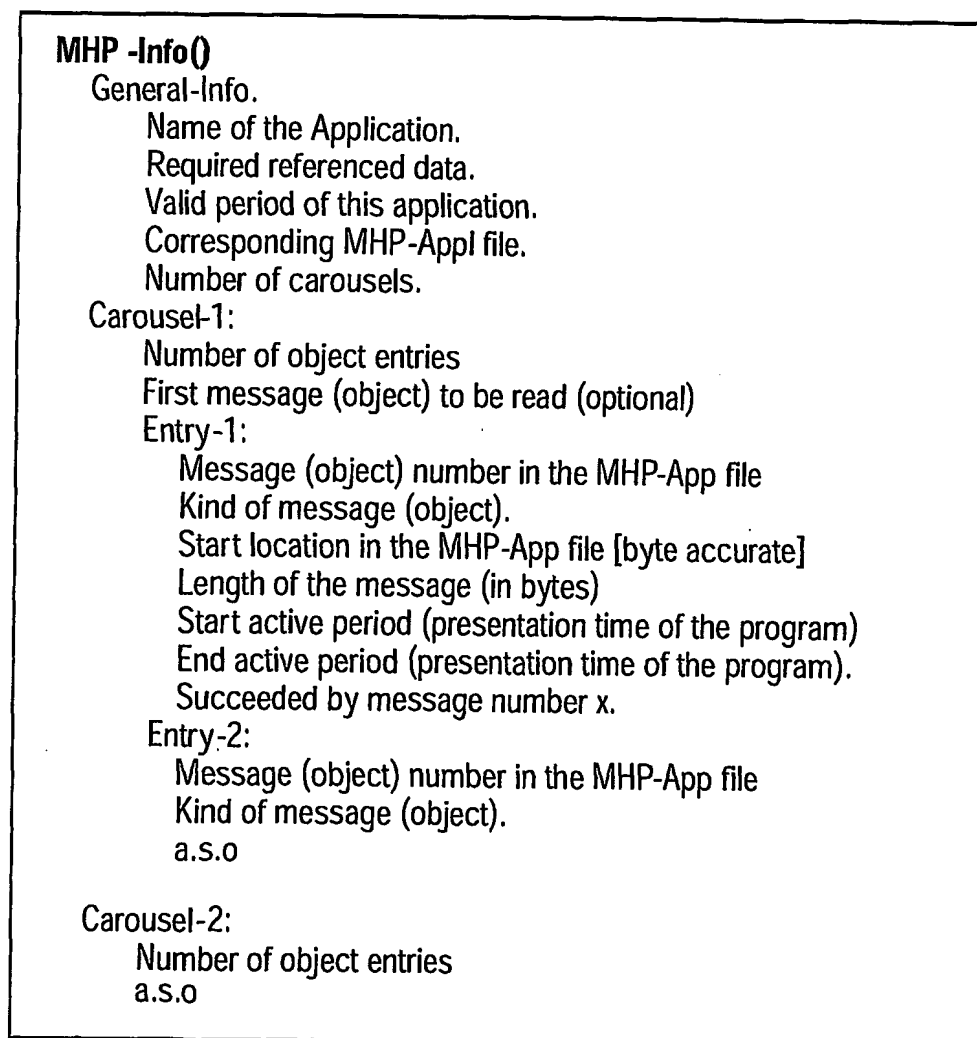 MHP -Info()
General-Info.
Name of the Application.
Required referenced data.
Valid period of this application.
Corresponding MHP-Appl file.
Number of carousels.
Carousel-1:
Number of object entries
First message (object) to be read (optional)
Entry-1:
Message (object) number in the MHP-App file
Kind of message (object).
Start location in the MHP-App file [byte accurate]
Length of the message (in bytes)
Start active period (presentation time of the program)
End active period (presentation time of the program).
Succeeded by message number x.
Entry-2:
Message (object) number in the MHP-App file
Kind of message (object).
a.s.o
Carousel-2:
Number of object entries
a.s.o